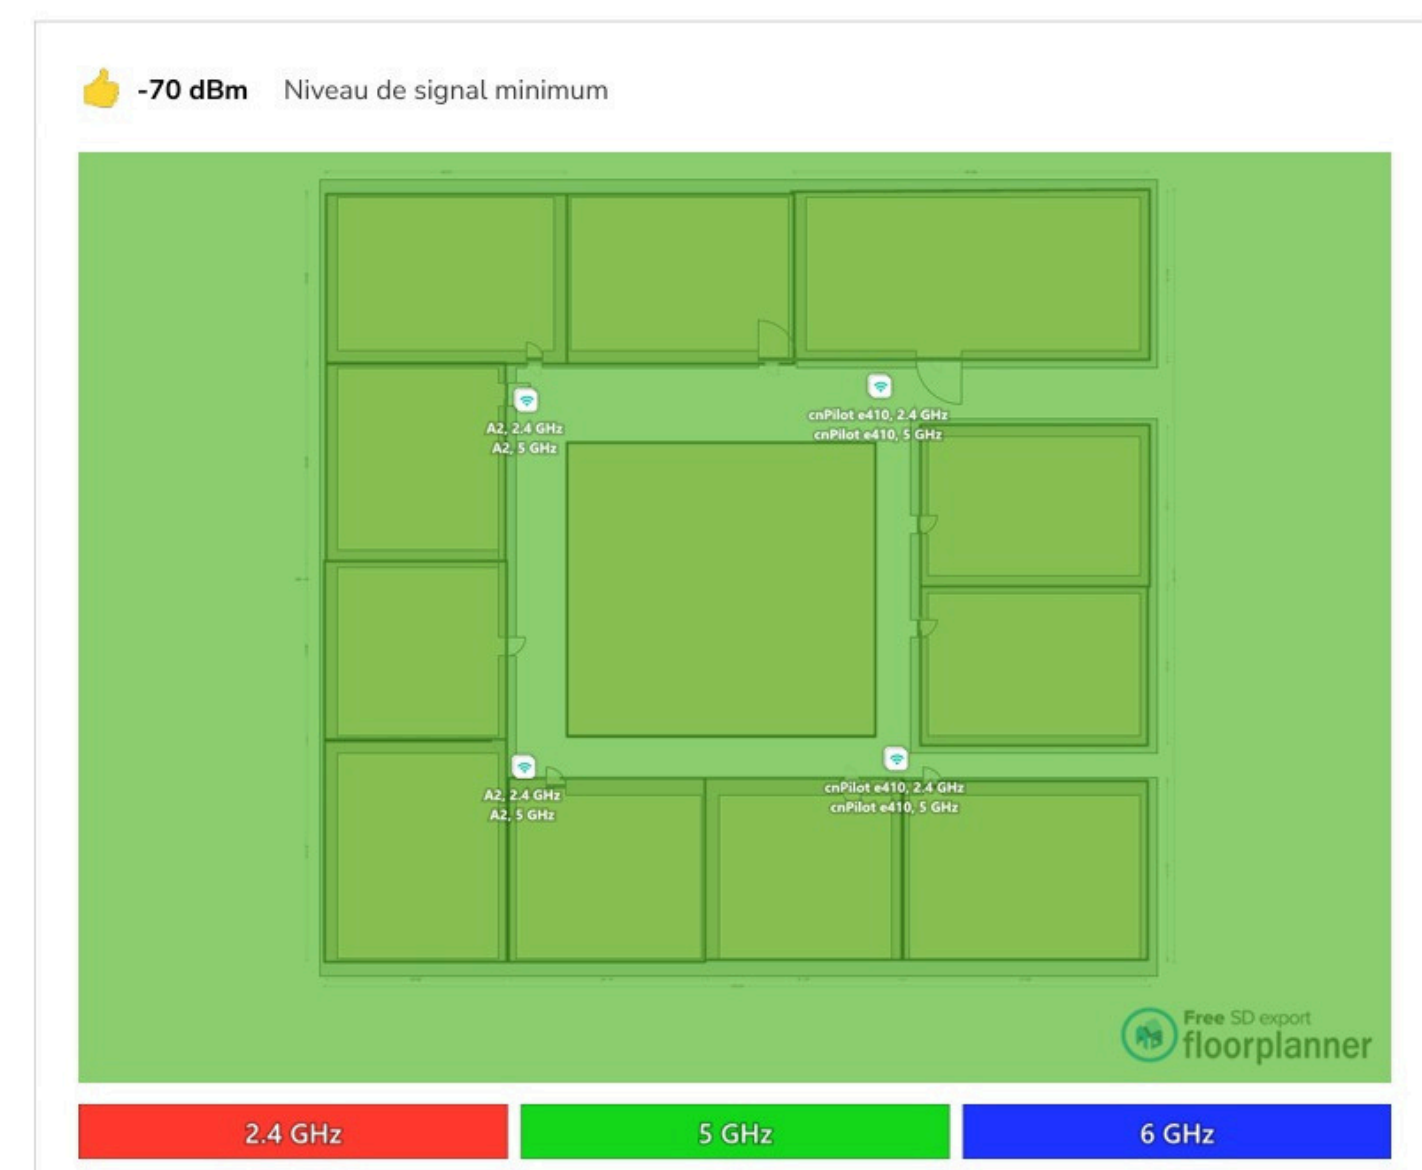 -70 dBm Niveau de signal minimum
A2, 2.4 GHz
A2, 5 GHz
cnPilot e410, 2.4 GHz
cnPilot e410, 5 GHz
A2, 2.4 GHz
A2, 5 GHz
cnPilot e410, 2.4 GHz
cnPilot e410, 5 GHz
Free SD export
floorplanner
2.4 GHz
5 GHz
6 GHz